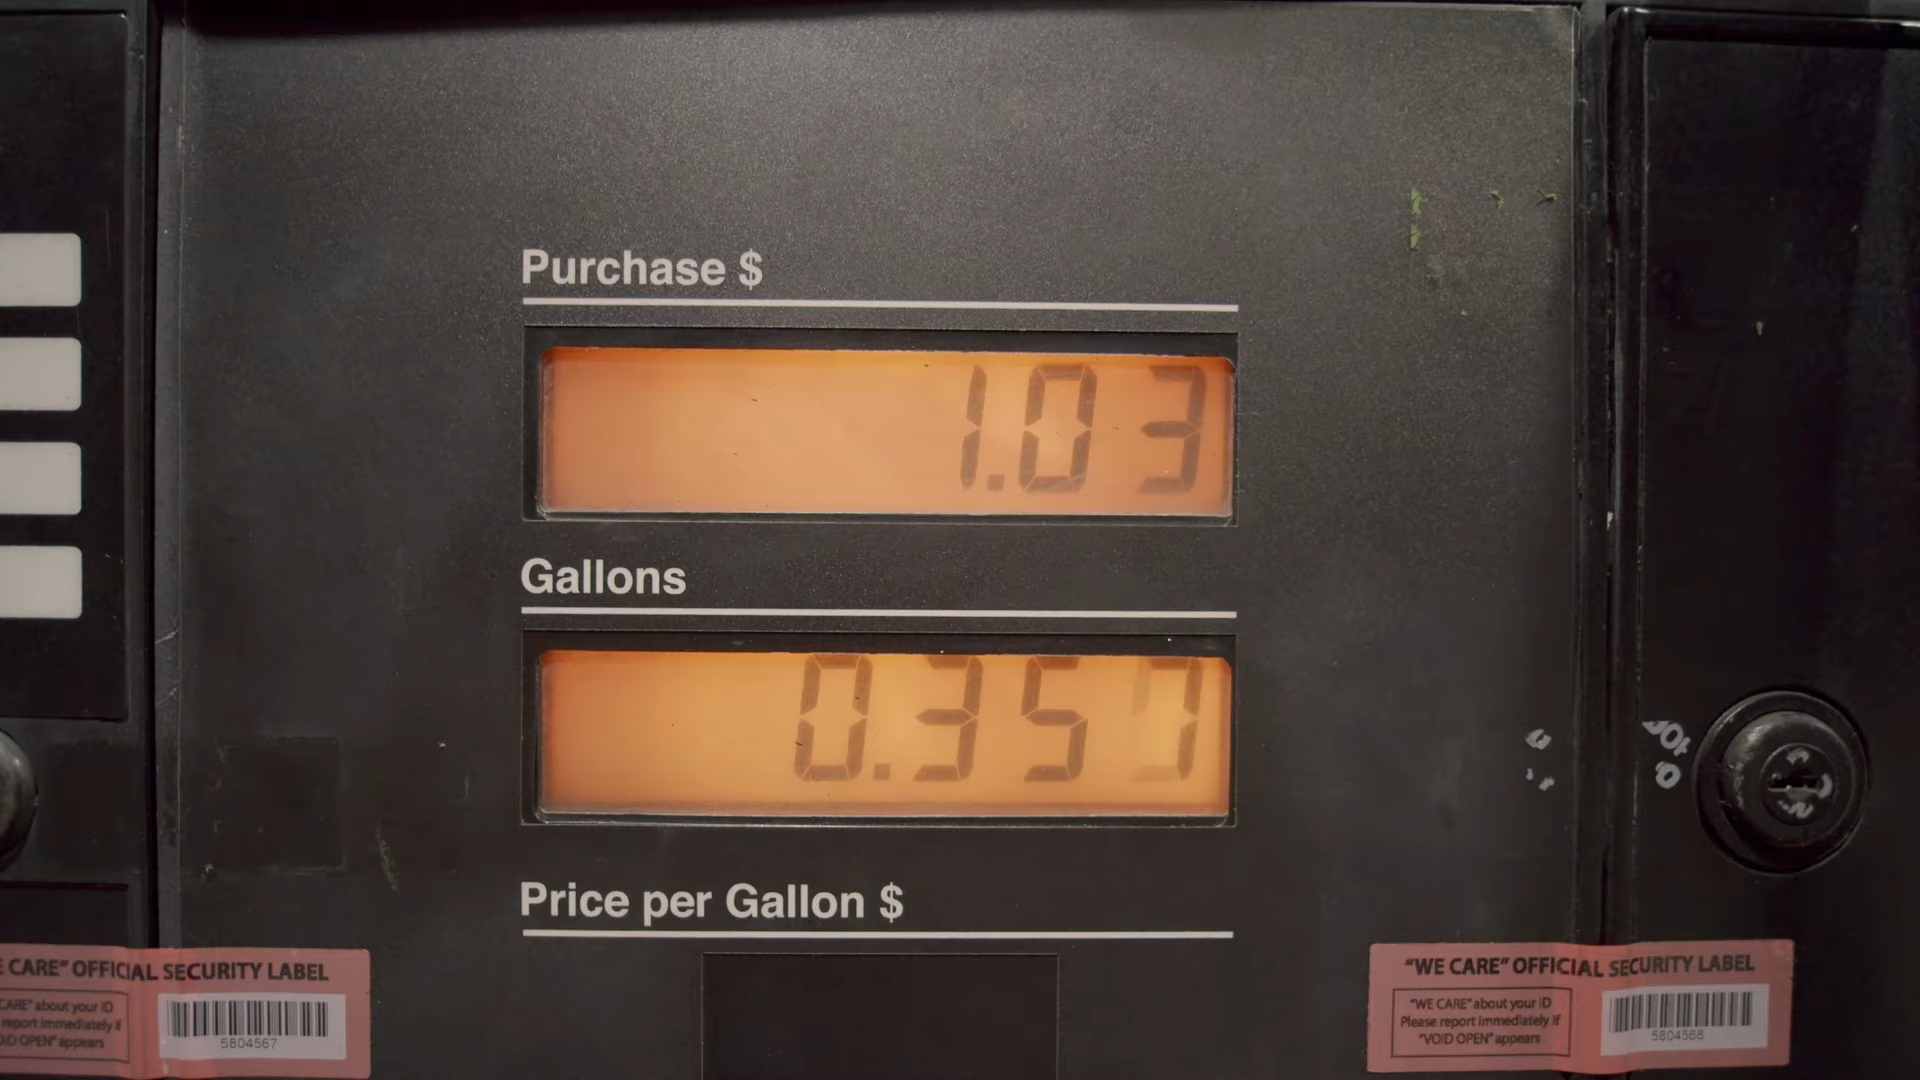 Purchase $
1.03
Gallons
0.357
Price per Gallon $
E CARE" OFFICIAL SECURITY LABEL
CARE" about your ID
report immediately if
OID OPEN" appears
5804567
"WE CARE" OFFICIAL SECURITY LABEL
"WE CARE" about your ID
Please report immediately if
"VOID OPEN" appears
5804568